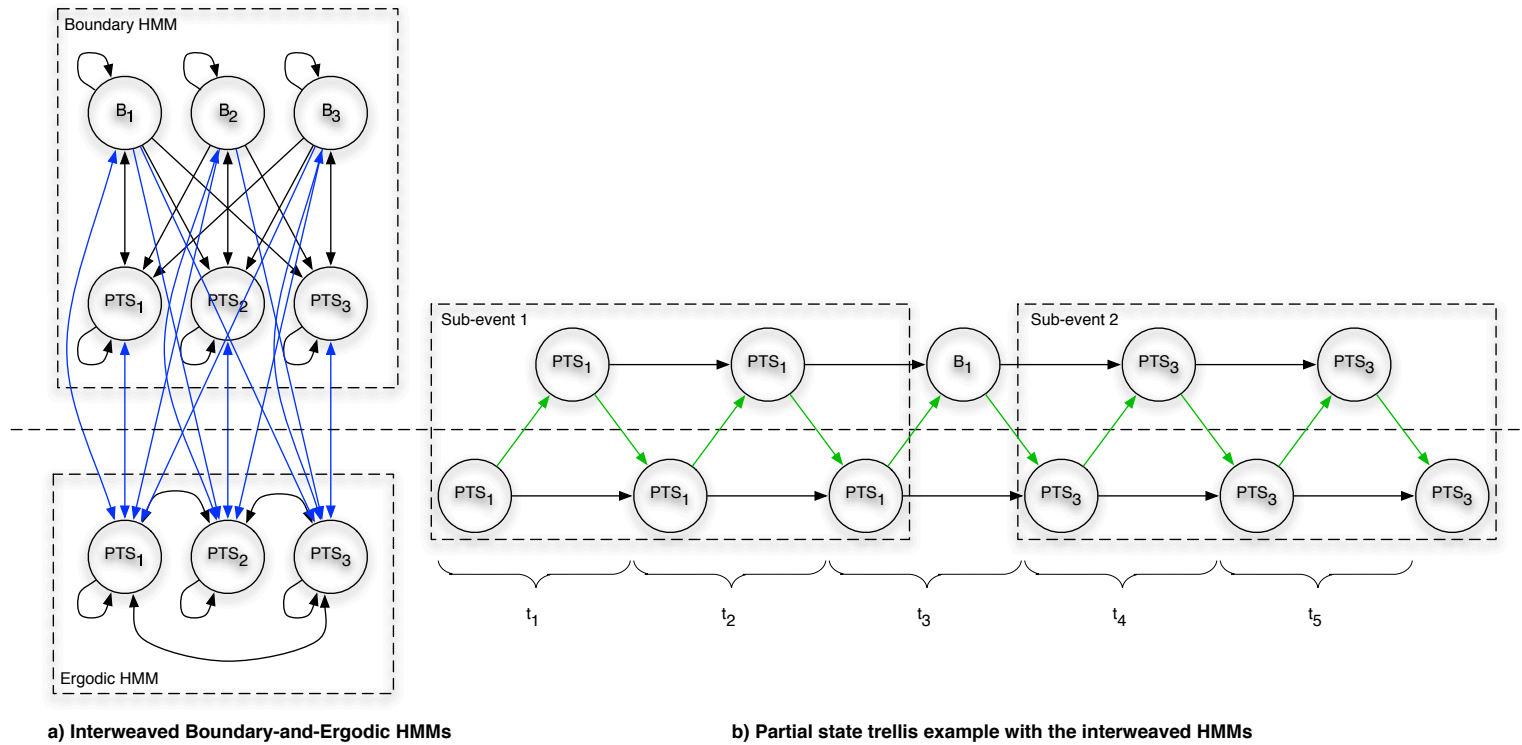 Boundary HMM
B1 B2 B3
PTS1 PTS2 PTS3
PTS1 PTS2 PTS3
Ergodic HMM
a) Interweaved Boundary-and-Ergodic HMMs
Sub-event 1
Sub-event 2
PTS1 PTS1 B1 PTS3 PTS3
PTS1 PTS1 PTS1 PTS3 PTS3 PTS3
t1 t2 t3 t4 t5
b) Partial state trellis example with the interweaved HMMs